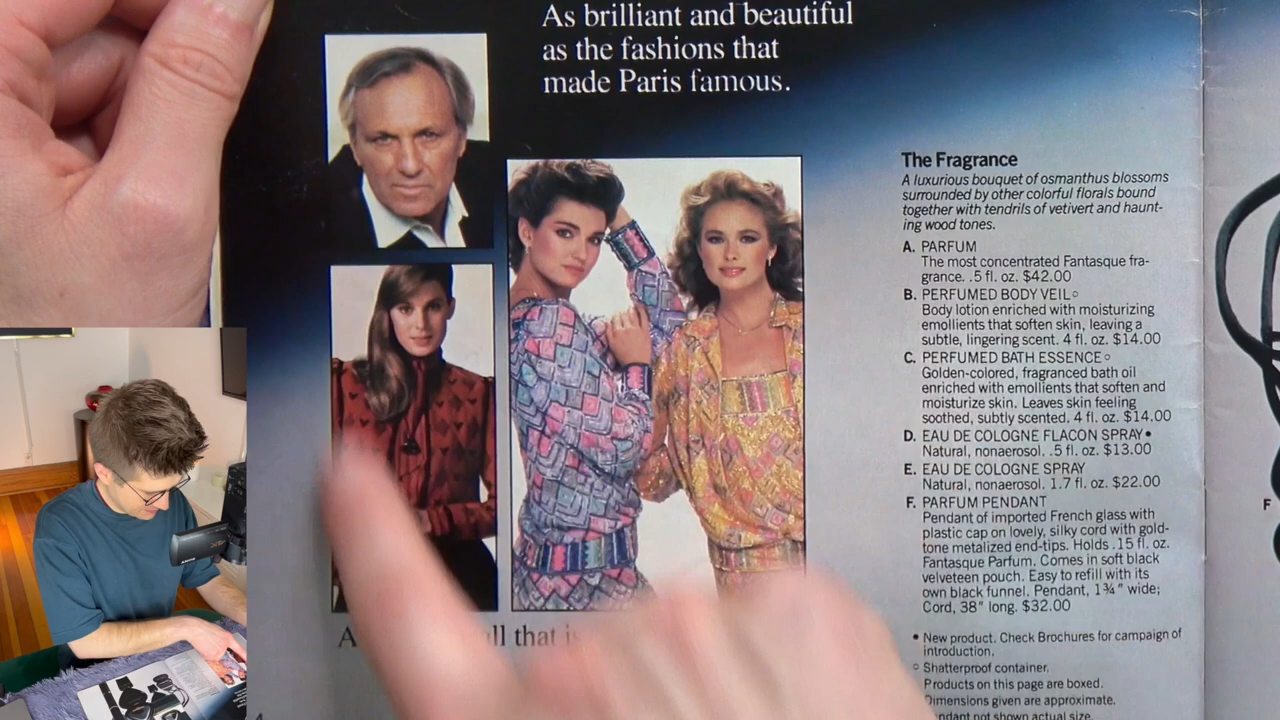 As brilliant and beautiful
as the fashions that
made Paris famous.
The Fragrance
A luxurious bouquet of osmanthus blossoms
surrounded by other colorful florals bound
together with tendrils of vetivert and haunt-
ing wood tones.
A. PARFUM
The most concentrated Fantasque fra-
grance. .5 fl. oz. $42.00
B. PERFUMED BODY VEIL○
Body lotion enriched with moisturizing
emollients that soften skin, leaving a
subtle, lingering scent. 4 fl. oz. $14.00
C. PERFUMED BATH ESSENCE○
Golden-colored, fragranced bath oil
enriched with emollients that soften and
moisturize skin. Leaves skin feeling
soothed, subtly scented. 4 fl. oz. $14.00
D. EAU DE COLOGNE FLACON SPRAY●
Natural, nonaerosol. .5 fl. oz. $13.00
E. EAU DE COLOGNE SPRAY
Natural, nonaerosol. 1.7 fl. oz. $22.00
F. PARFUM PENDANT
Pendant of imported French glass with
plastic cap on lovely, silky cord with gold-
tone metalized end-tips. Holds .15 fl. oz.
Fantasque Parfum. Comes in soft black
velveteen pouch. Easy to refill with its
own black funnel. Pendant, 1¾" wide;
Cord, 38" long. $32.00
● New product. Check Brochures for campaign of
introduction.
○ Shatterproof container.
Products on this page are boxed.
Dimensions given are approximate.
not shown actual size.
that is
F